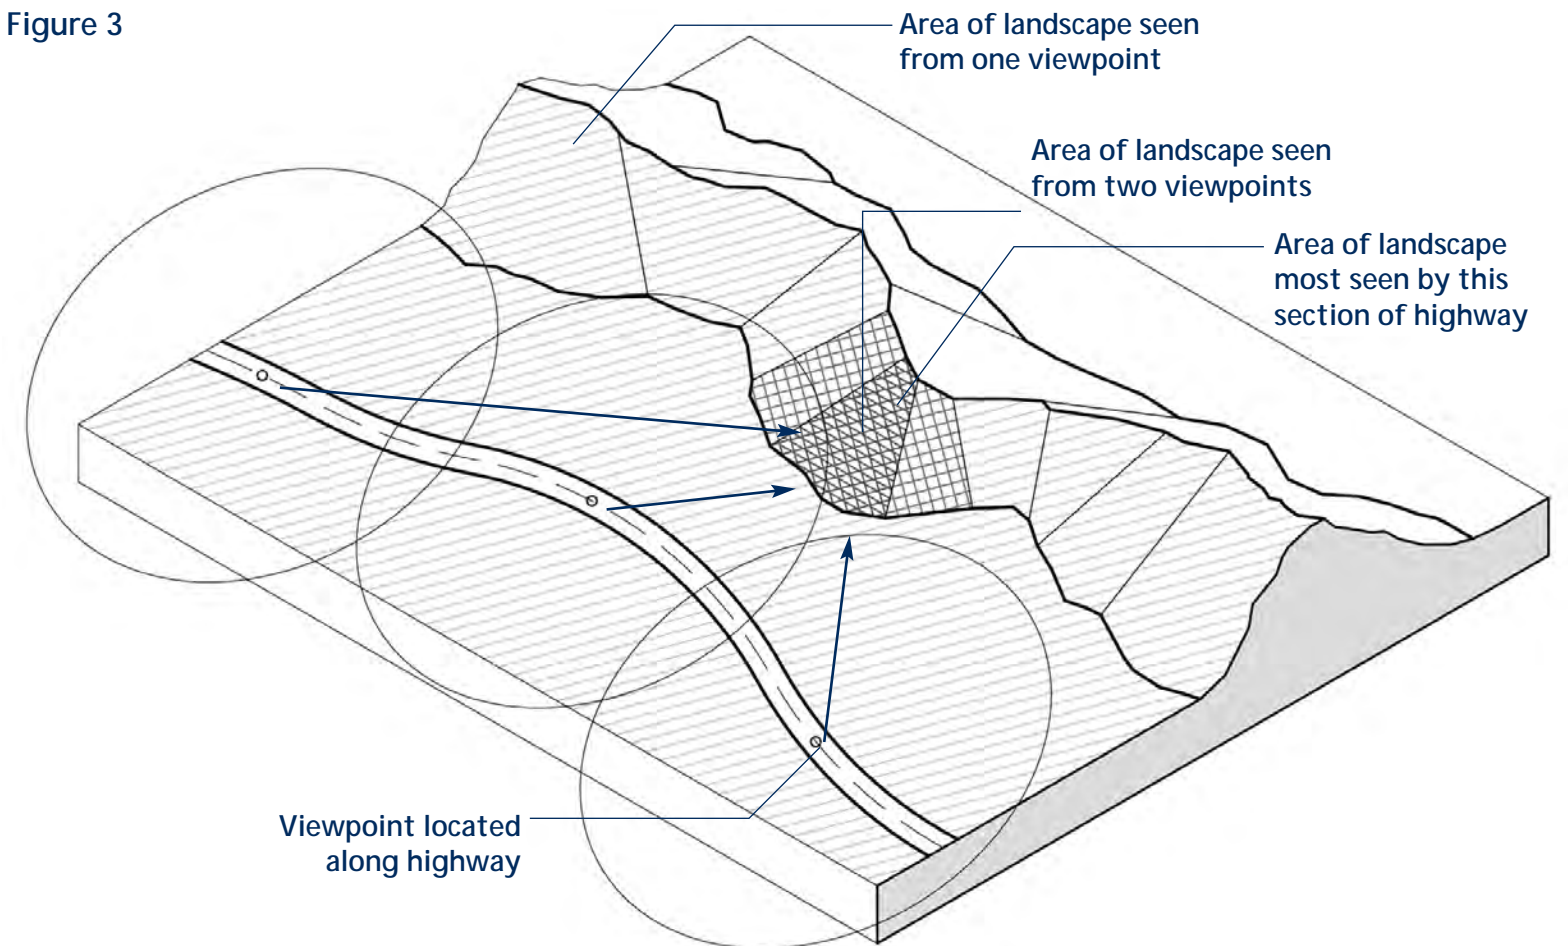 Figure 3
Area of landscape seen
from one viewpoint
Area of landscape seen
from two viewpoints
Area of landscape
most seen by this
section of highway
Viewpoint located
along highway